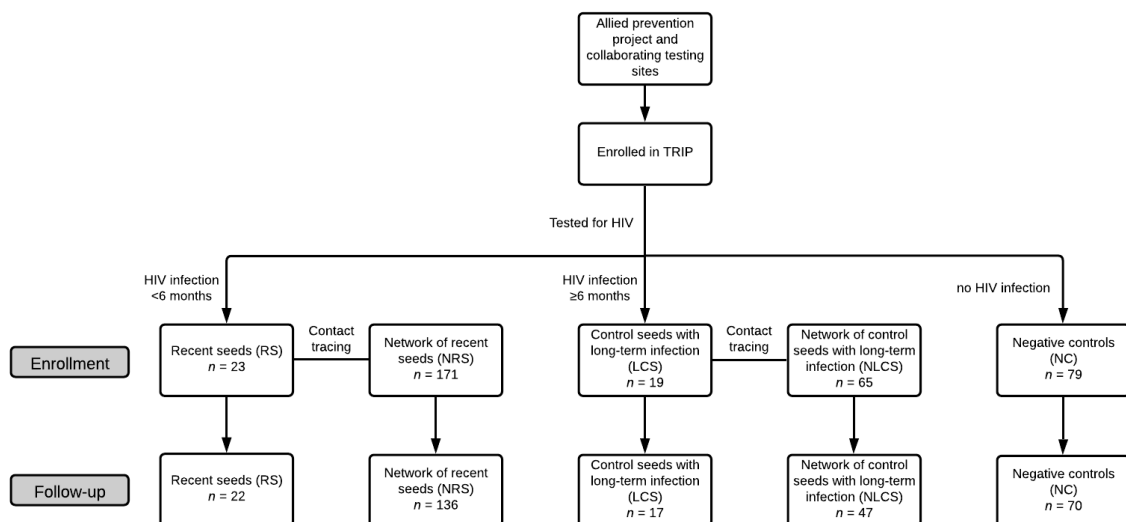 Allied prevention
project and
collaborating testing
sites
Enrolled in TRIP
Tested for HIV
HIV infection
<6 months
HIV infection
≥6 months
no HIV infection
Enrollment
Recent seeds (RS)
n = 23
Contact
tracing
Network of recent
seeds (NRS)
n = 171
Control seeds with
long-term infection
(LCS)
n = 19
Contact
tracing
Network of control
seeds with long-term
infection (NLCS)
n = 65
Negative controls
(NC)
n = 79
Follow-up
Recent seeds (RS)
n = 22
Network of recent
seeds (NRS)
n = 136
Control seeds with
long-term infection
(LCS)
n = 17
Network of control
seeds with long-term
infection (NLCS)
n = 47
Negative controls
(NC)
n = 70